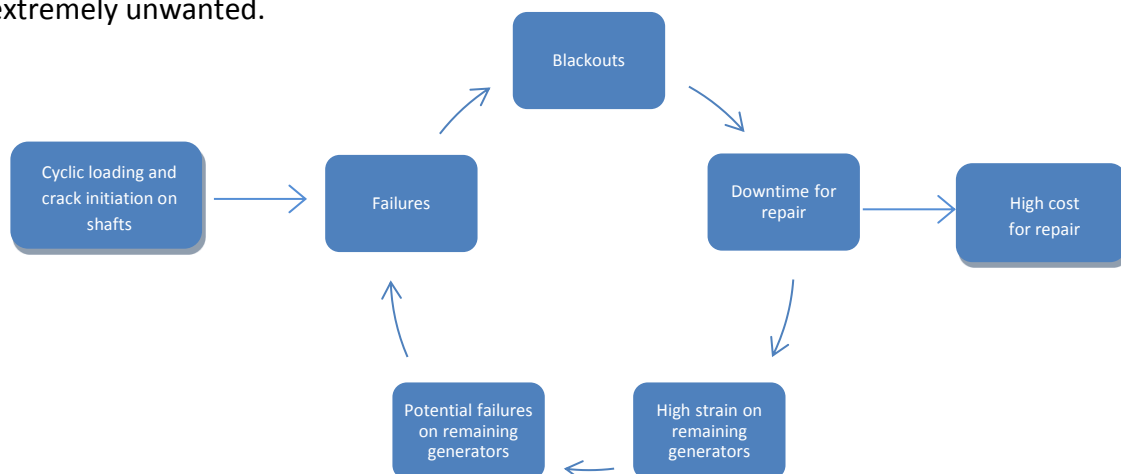 extremely unwanted.
Blackouts
Cyclic loading and
crack initiation on
shafts
Failures
Downtime for
repair
High cost
for repair
Potential failures
on remaining
generators
High strain on
remaining
generators